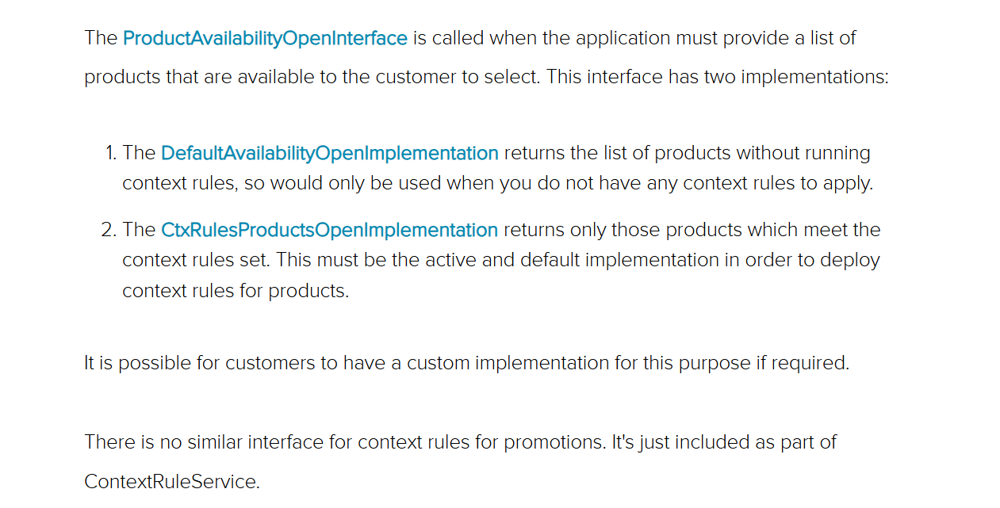 The ProductAvailabilityOpenInterface is called when the application must provide a list of
products that are available to the customer to select. This interface has two implementations:
1. The DefaultAvailabilityOpenImplementation returns the list of products without running
context rules, so would only be used when you do not have any context rules to apply.
2. The CtxRulesProductsOpenImplementation returns only those products which meet the
context rules set. This must be the active and default implementation in order to deploy
context rules for products.
It is possible for customers to have a custom implementation for this purpose if required.
There is no similar interface for context rules for promotions. It's just included as part of
ContextRuleService.